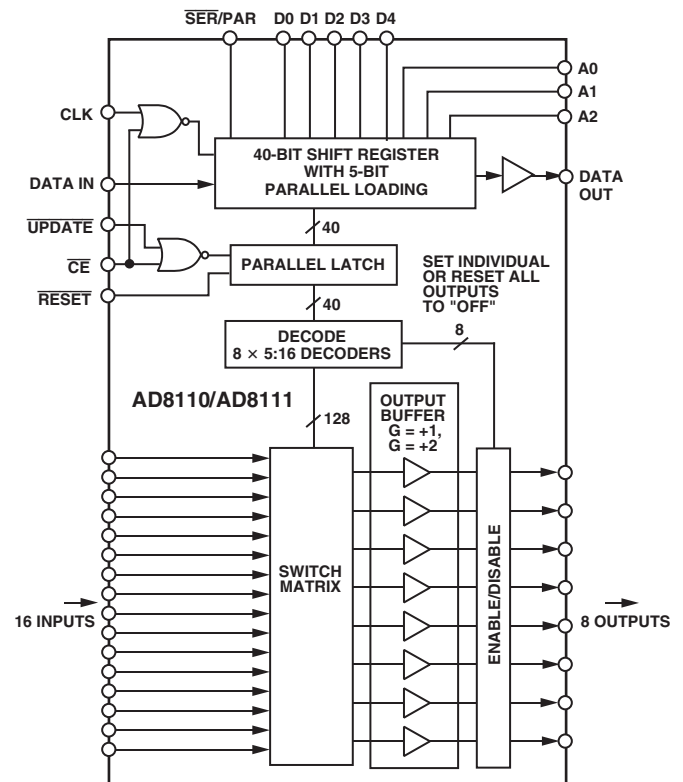 SER/PAR D0 D1 D2 D3 D4
A0
A1
A2
CLK
40-BIT SHIFT REGISTER
WITH 5-BIT
PARALLEL LOADING
DATA IN
DATA
OUT
UPDATE
40
CE
PARALLEL LATCH
RESET
SET INDIVIDUAL
OR RESET ALL
OUTPUTS
TO "OFF"
40
8
DECODE
8 × 5:16 DECODERS
AD8110/AD8111
128
OUTPUT
BUFFER
G = +1,
G = +2
SWITCH
MATRIX
ENABLE/DISABLE
16 INPUTS
8 OUTPUTS